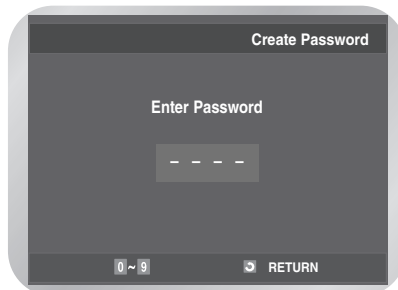 Create Password
Enter Password
– – – –
0 ~ 9 RETURN